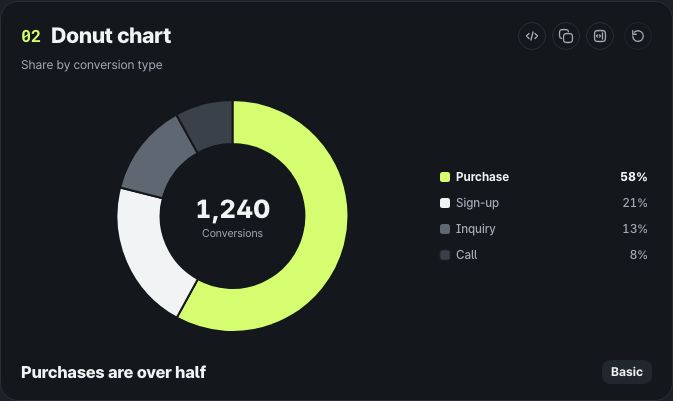 02 Donut chart
Share by conversion type
1,240
Conversions
Purchase 58%
Sign-up 21%
Inquiry 13%
Call 8%
Purchases are over half
Basic